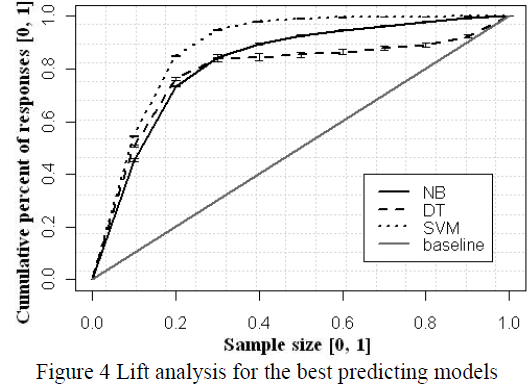 Cumulative percent of responses [0, 1]
1.0
0.8
0.6
0.4
0.2
0.0
NB
DT
SVM
baseline
0.0 0.2 0.4 0.6 0.8 1.0
Sample size [0, 1]
Figure 4 Lift analysis for the best predicting models